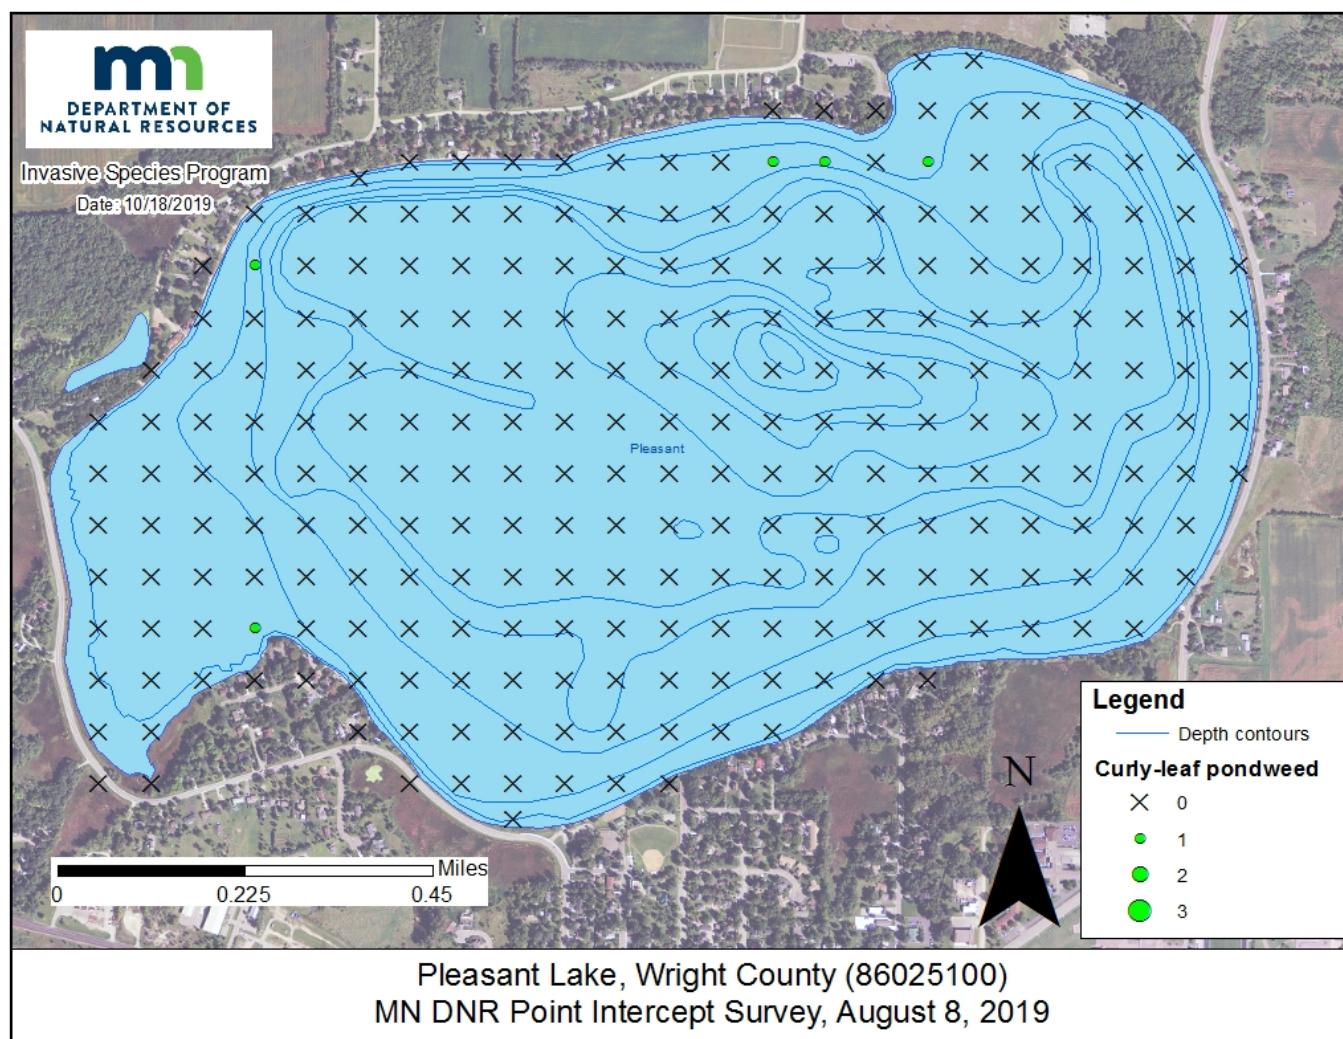 mn
DEPARTMENT OF
NATURAL RESOURCES
Invasive Species Program
Date: 10/18/2019
Pleasant
N
Legend
Depth contours
Curly-leaf pondweed
0
1
2
3
Miles
0 0.225 0.45
Pleasant Lake, Wright County (86025100)
MN DNR Point Intercept Survey, August 8, 2019